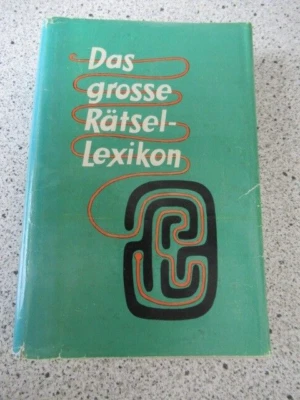 Das
grosse
Rätsel-
Lexikon